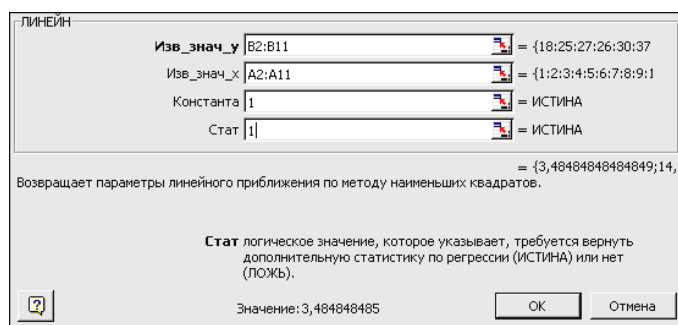 ЛИНЕЙН
Изв_знач_y B2:B11 = {18:25:27:26:30:37
Изв_знач_x A2:A11 = {1:2:3:4:5:6:7:8:9:1
Константа 1 = ИСТИНА
Стат 1 = ИСТИНА
= {3,48484848484849;14,
Возвращает параметры линейного приближения по методу наименьших квадратов.
Стат логическое значение, которое указывает, требуется вернуть
дополнительную статистику по регрессии (ИСТИНА) или нет
(ЛОЖЬ).
? Значение:3,484848485 ОК Отмена